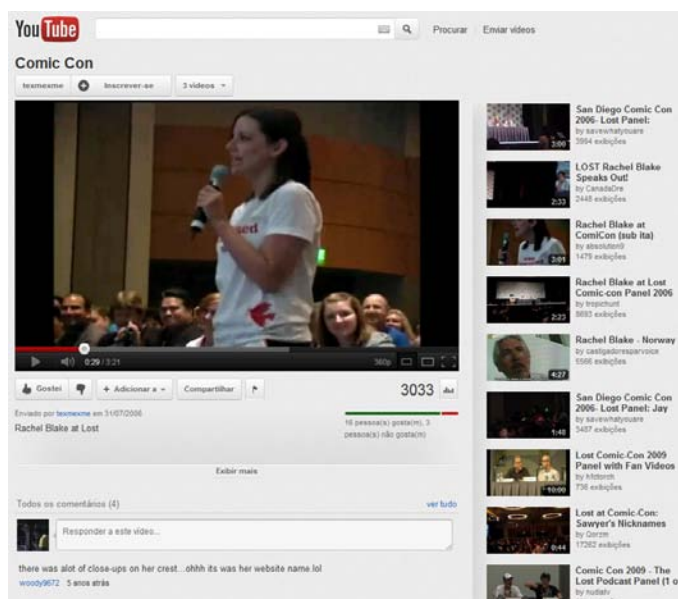 YouTube
Procurar
Enviar vídeos
Comic Con
texmexme
Inscrever-se
3 vídeos
0:29 / 3:21
360p
Gostei
+ Adicionar a
Compartilhar
3033
Enviado por texmexme em 31/07/2006
Rachel Blake at Lost
16 pessoa(s) gosta(m), 3
pessoa(s) não gosta(m)
Exibir mais
Todos os comentários (4)
ver tudo
Responder a este vídeo...
there was alot of close-ups on her crest...ohhh its was her website name lol
woody9672 5 anos atrás
3:00
San Diego Comic Con
2006- Lost Panel:
by savewhatyouare
3994 exibições
2:33
LOST Rachel Blake
Speaks Out!
by CanadaDre
2448 exibições
3:01
Rachel Blake at
ComiCon (sub ita)
by absolution9
1479 exibições
2:23
Rachel Blake at Lost
Comic-con Panel 2006
by tropichunt
exibições
4:27
Rachel Blake - Norway
by castigadoresparvoice
5566 exibições
1:48
San Diego Comic Con
2006- Lost Panel: Jay
by savewhatyouare
3487 exibições
10:00
Lost Comic-Con 2009
Panel with Fan Videos
by
736 exibições
0:44
Lost at Comic-Con:
Sawyer's Nicknames
by
17262 exibições
Comic Con 2009 - The
Lost Podcast Panel (1 o
by nudiatv